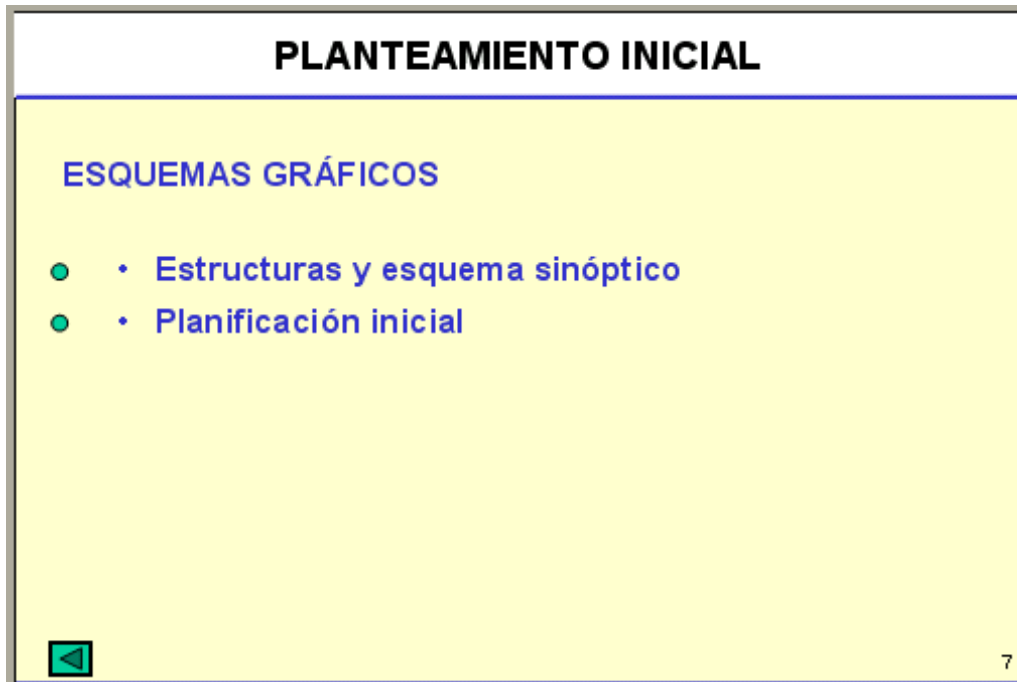 PLANTEAMIENTO INICIAL
ESQUEMAS GRÁFICOS
• Estructuras y esquema sinóptico
• Planificación inicial
7